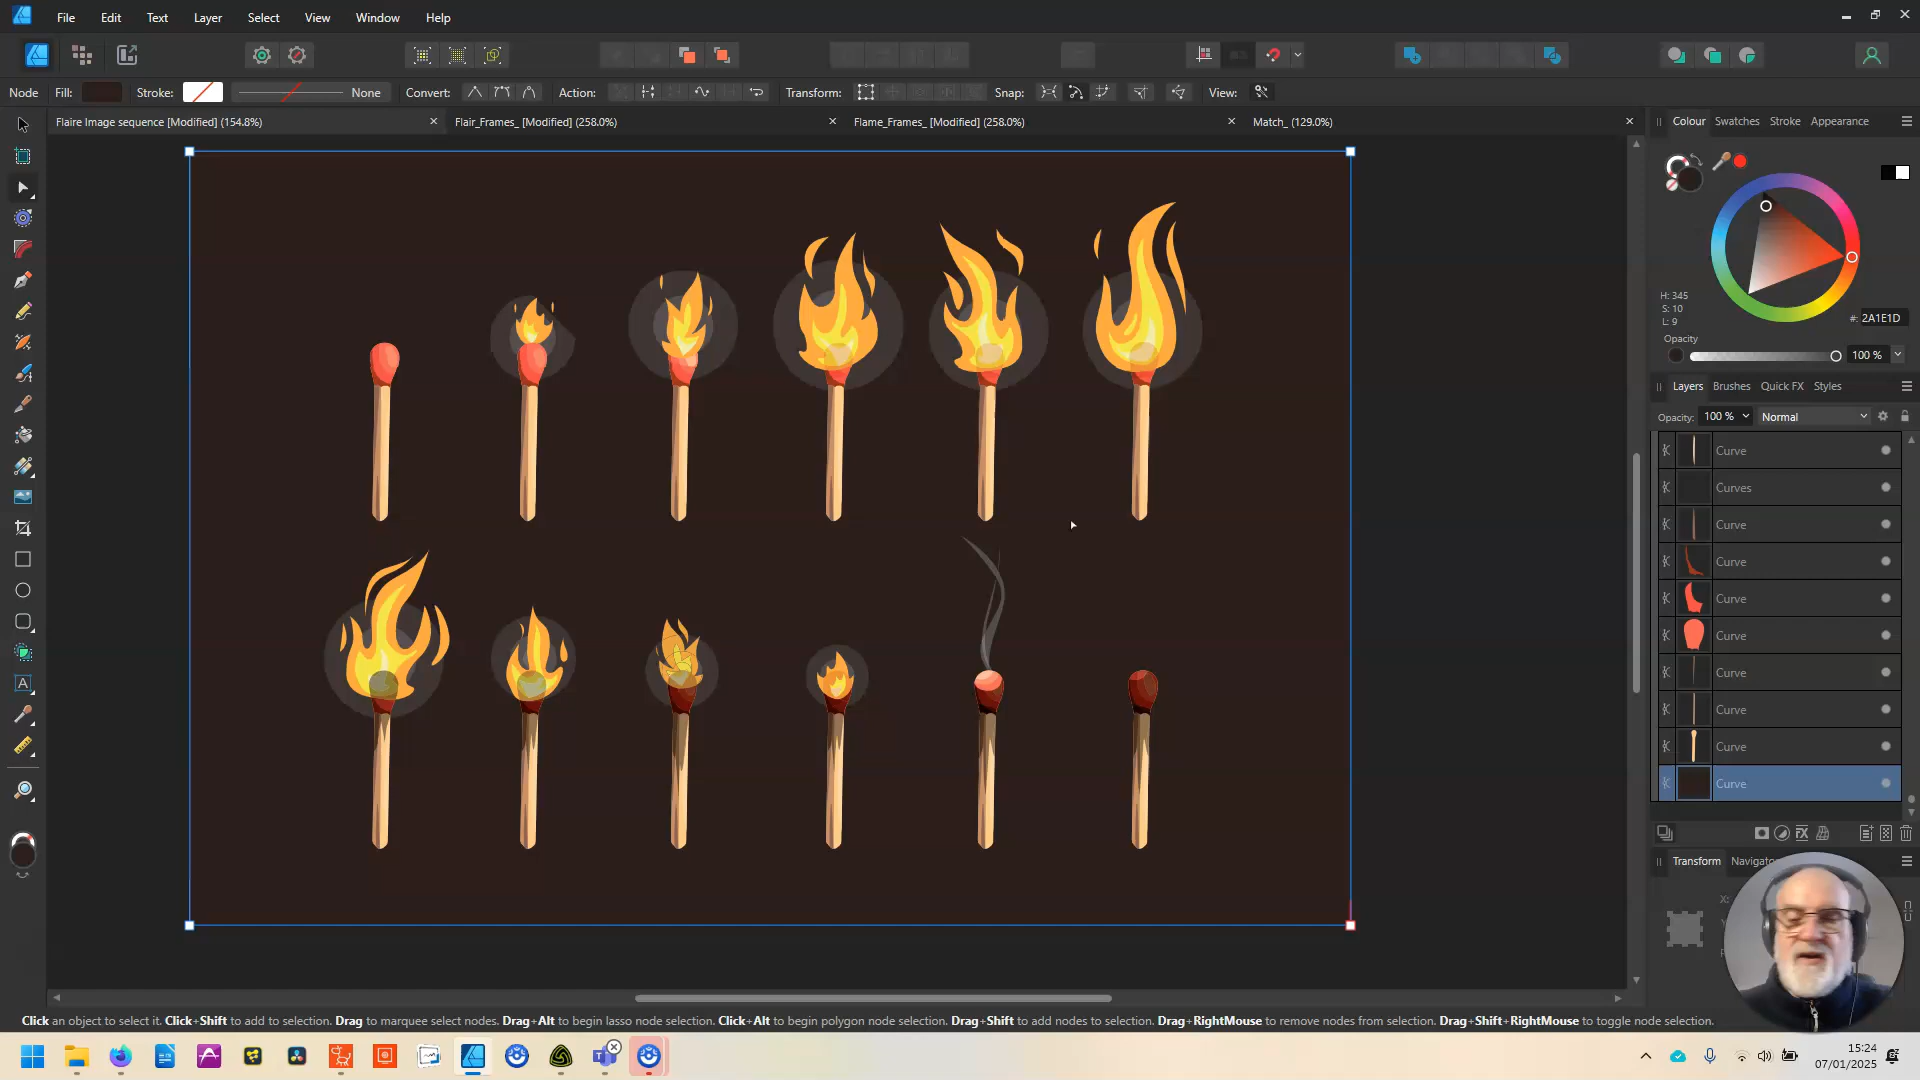 File Edit Text Layer Select View Window Help
Node Fill: Stroke: None Convert: Action: Transform: Snap: View:
Flaire Image sequence [Modified] (154.8%) Flair_Frames_ [Modified] (258.0%) Flame_Frames_ [Modified] (258.0%) Match_ (129.0%)
Colour Swatches Stroke Appearance
H: 345
S: 10
L: 9
#: 2A1E1D
Opacity
100 %
Layers Brushes Quick FX Styles
Opacity: 100 % Normal
Curve
Curves
Curve
Curve
Curve
Curve
Curve
Curve
Curve
Curve
Transform
X:
Click an object to select it. Click+Shift to add to selection. Drag to marquee select nodes. Drag+Alt to begin lasso node selection. Click+Alt to begin polygon node selection. Drag+Shift to add nodes to selection. Drag+RightMouse to remove nodes from selection. Drag+Shift+RightMouse to toggle node selection.
15:24
07/01/2025